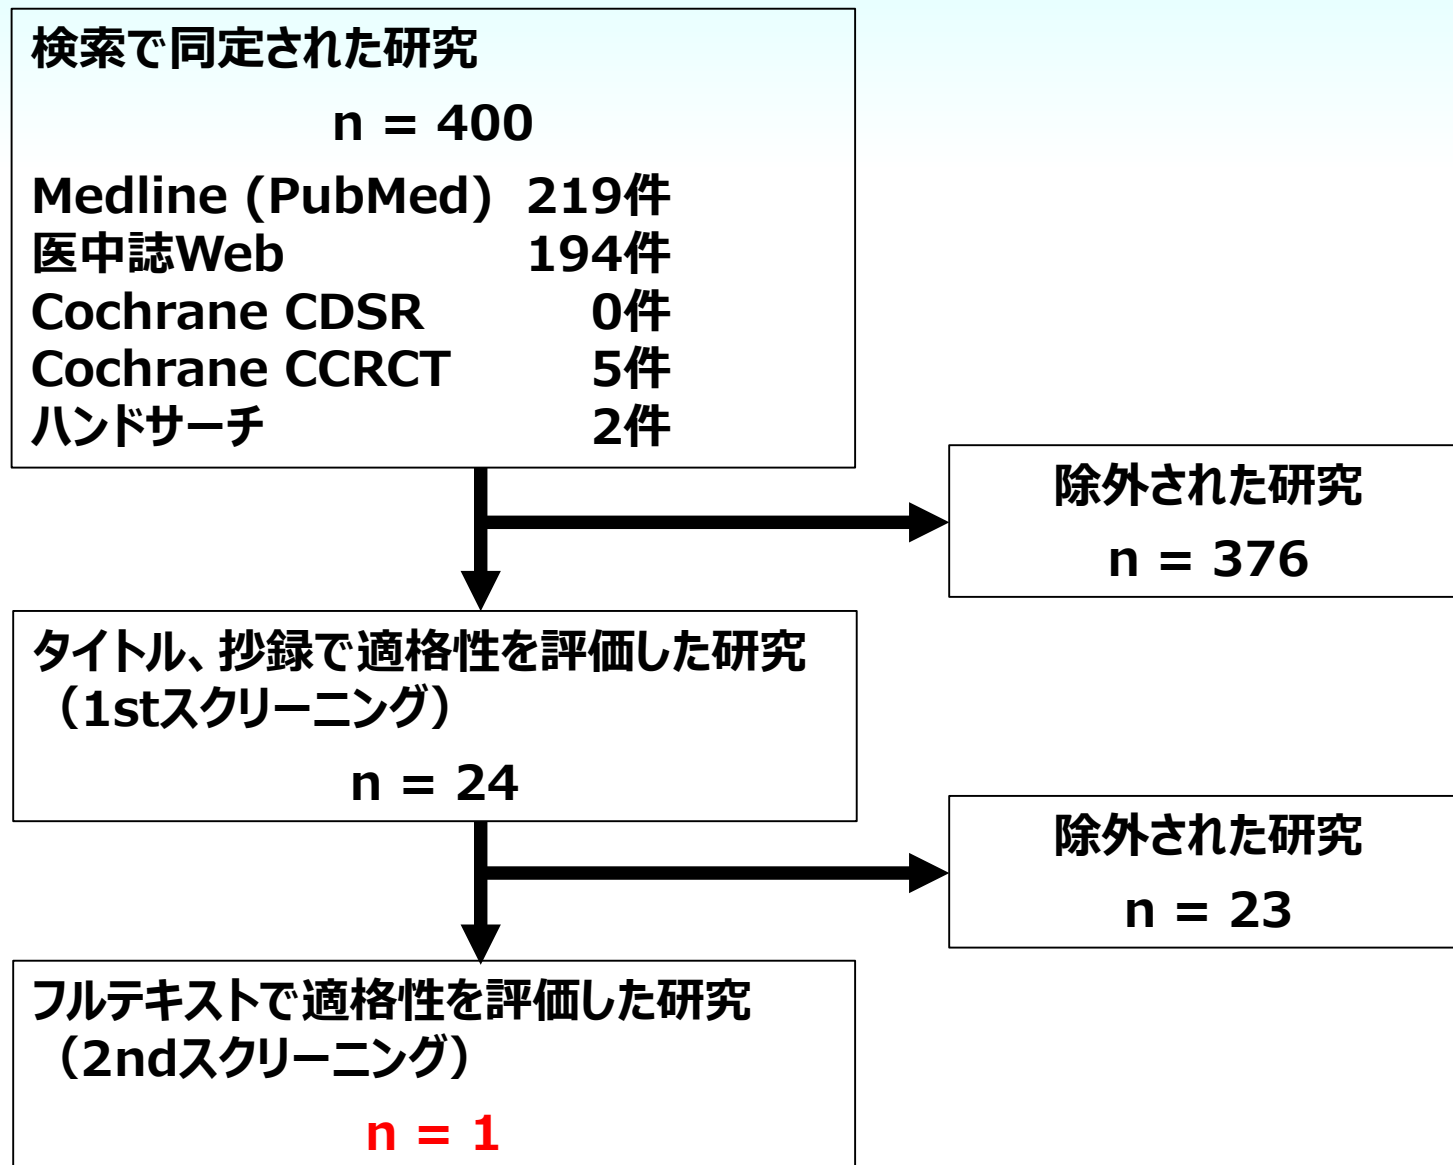 検索で同定された研究
n = 400
Medline (PubMed) 219件
医中誌Web 194件
Cochrane CDSR 0件
Cochrane CCRCT 5件
ハンドサーチ 2件
除外された研究
n = 376
タイトル、抄録で適格性を評価した研究
（1stスクリーニング）
n = 24
除外された研究
n = 23
フルテキストで適格性を評価した研究
（2ndスクリーニング）
n = 1